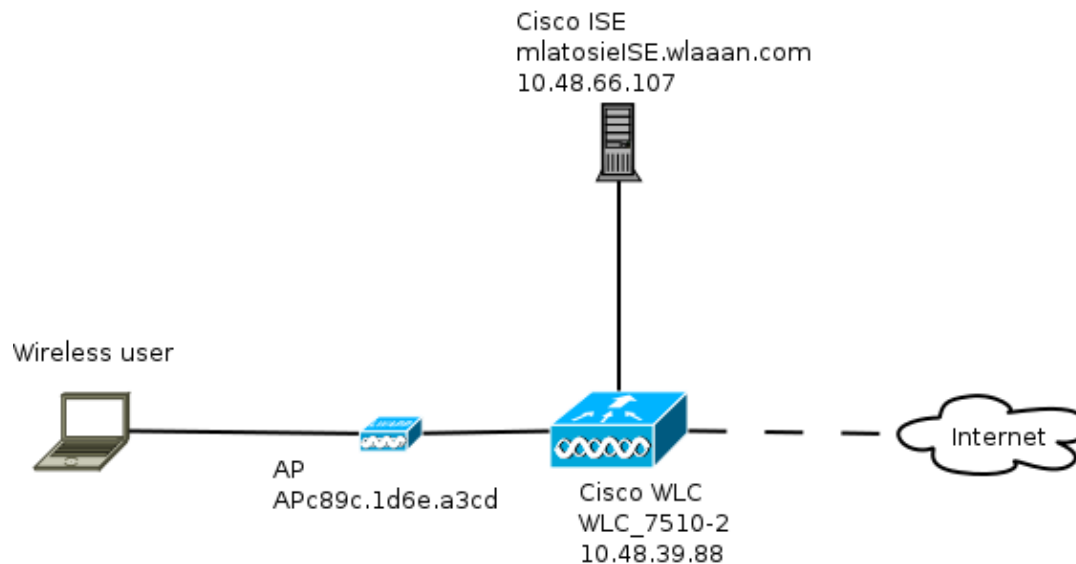 Cisco ISE
mlatosieISE.wlaaan.com
10.48.66.107
Wireless user
AP
APc89c.1d6e.a3cd
Cisco WLC
WLC_7510-2
10.48.39.88
Internet